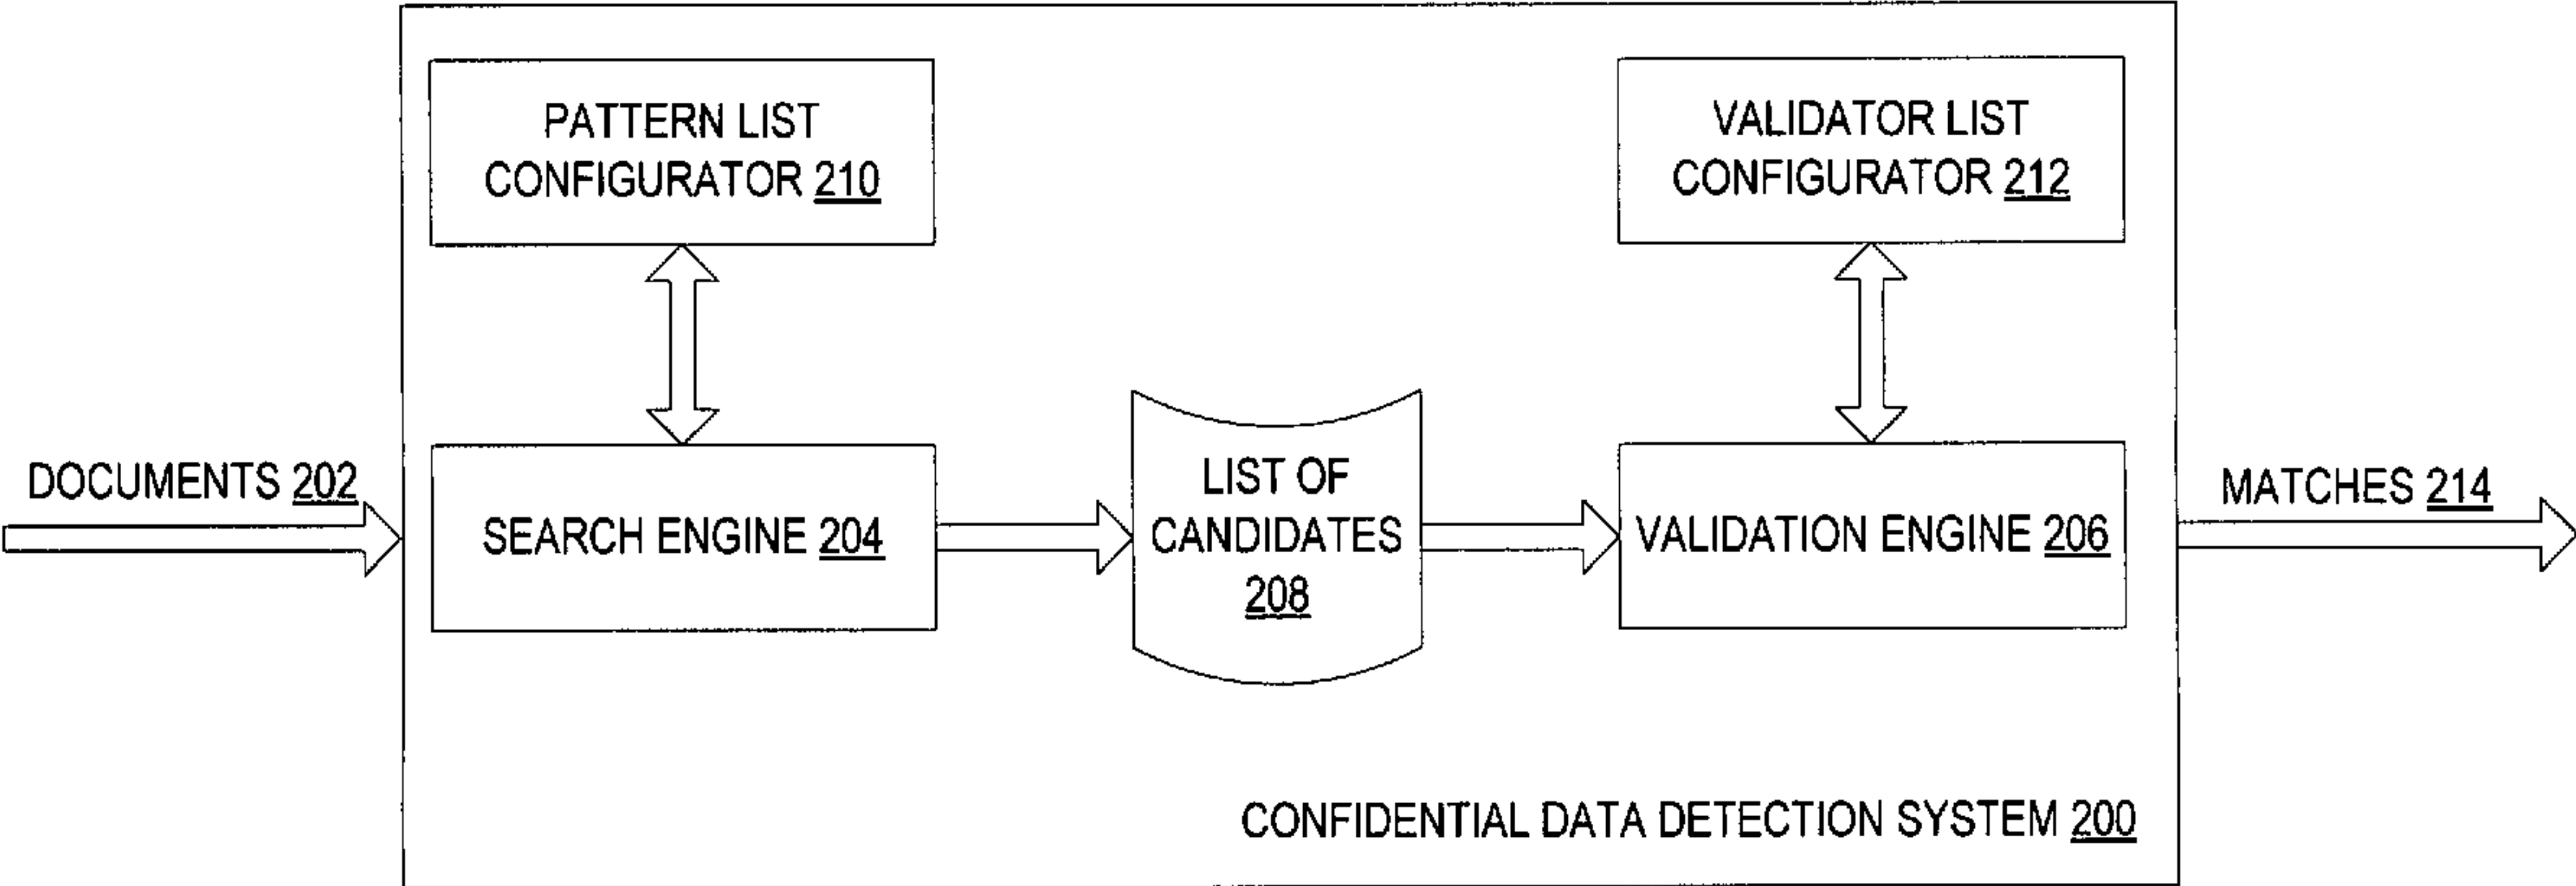 PATTERN LIST
CONFIGURATOR 210
VALIDATOR LIST
CONFIGURATOR 212
DOCUMENTS 202
SEARCH ENGINE 204
LIST OF
CANDIDATES
208
VALIDATION ENGINE 206
MATCHES 214
CONFIDENTIAL DATA DETECTION SYSTEM 200